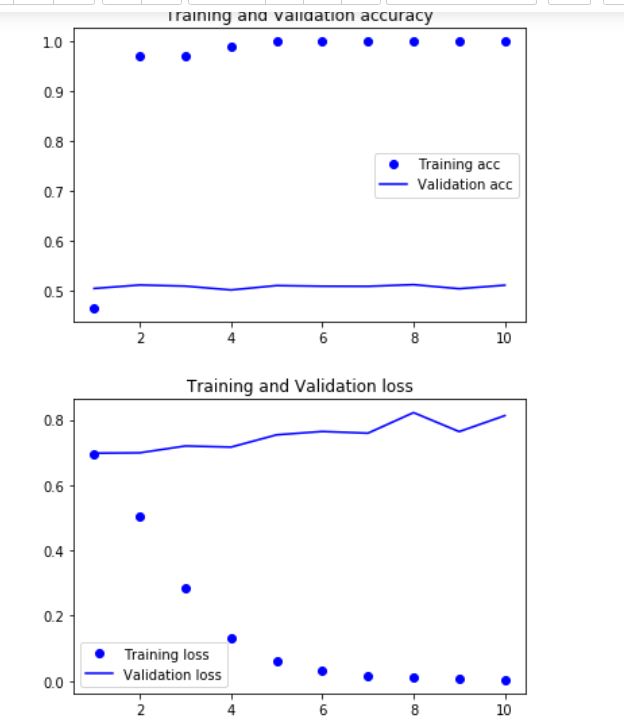 Training and Validation accuracy
1.0
0.9
0.8
0.7
0.6
0.5
Training acc
Validation acc
2 4 6 8 10
Training and Validation loss
0.8
0.6
0.4
0.2
0.0
Training loss
Validation loss
2 4 6 8 10